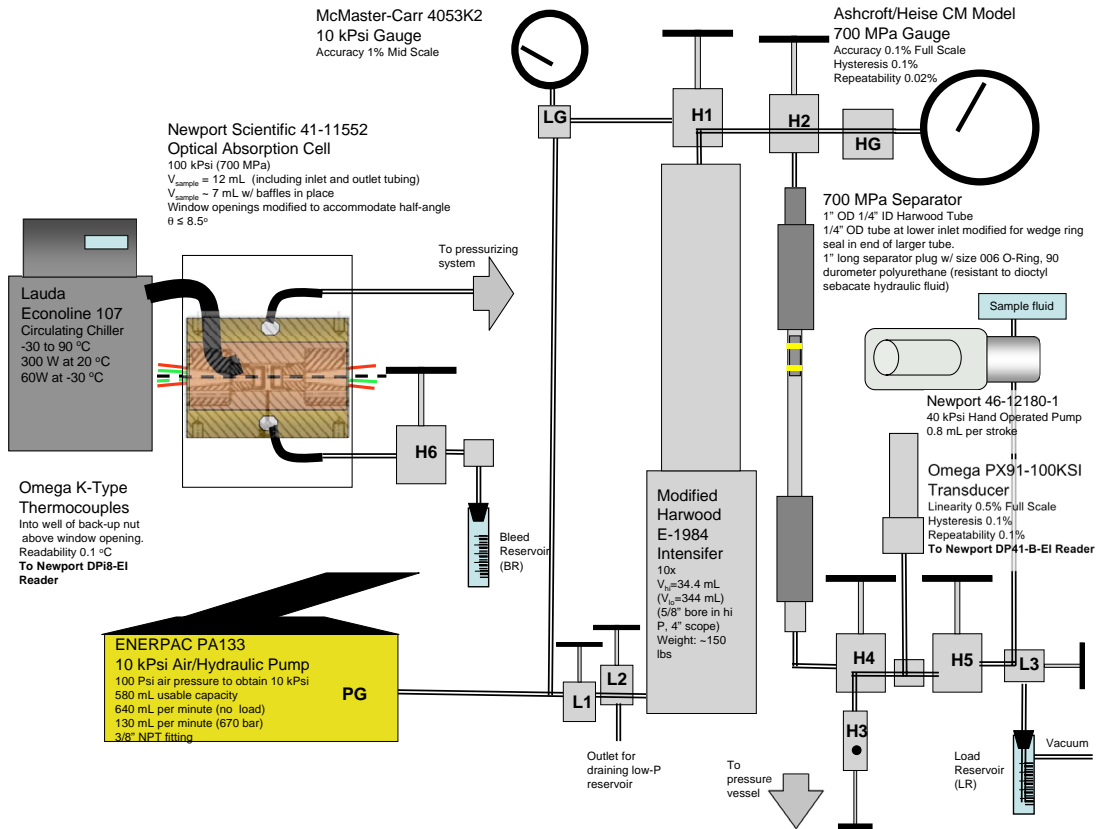 McMaster-Carr 4053K2
10 kPsi Gauge
Accuracy 1% Mid Scale
Ashcroft/Heise CM Model
700 MPa Gauge
Accuracy 0.1% Full Scale
Hysteresis 0.1%
Repeatability 0.02%
LG
H1
H2
HG
Newport Scientific 41-11552
Optical Absorption Cell
100 kPsi (700 MPa)
Vsample = 12 mL (including inlet and outlet tubing)
Vsample ~ 7 mL w/ baffles in place
Window openings modified to accommodate half-angle
θ ≤ 8.5º
700 MPa Separator
1” OD 1/4” ID Harwood Tube
1/4” OD tube at lower inlet modified for wedge ring
seal in end of larger tube.
1” long separator plug w/ size 006 O-Ring, 90
durometer polyurethane (resistant to dioctyl
sebacate hydraulic fluid)
To pressurizing
system
Lauda
Econoline 107
Circulating Chiller
-30 to 90 ºC
300 W at 20 ºC
60W at -30 ºC
Sample fluid
Newport 46-12180-1
40 kPsi Hand Operated Pump
0.8 mL per stroke
H6
Omega PX91-100KSI
Transducer
Linearity 0.5% Full Scale
Hysteresis 0.1%
Repeatability 0.1%
To Newport DP41-B-EI Reader
Omega K-Type
Thermocouples
Into well of back-up nut
above window opening.
Readability 0.1 ºC
To Newport DPi8-EI
Reader
Bleed
Reservoir
(BR)
Modified
Harwood
E-1984
Intensifer
10x
Vhi=34.4 mL
(Vlo=344 mL)
(5/8” bore in hi
P, 4” scope)
Weight: ~150
lbs
ENERPAC PA133
10 kPsi Air/Hydraulic Pump
100 Psi air pressure to obtain 10 kPsi
580 mL usable capacity
640 mL per minute (no load)
130 mL per minute (670 bar)
3/8” NPT fitting
PG
L1
L2
H4
H5
L3
H3
Outlet for
draining low-P
reservoir
To
pressure
vessel
Load
Reservoir
(LR)
Vacuum